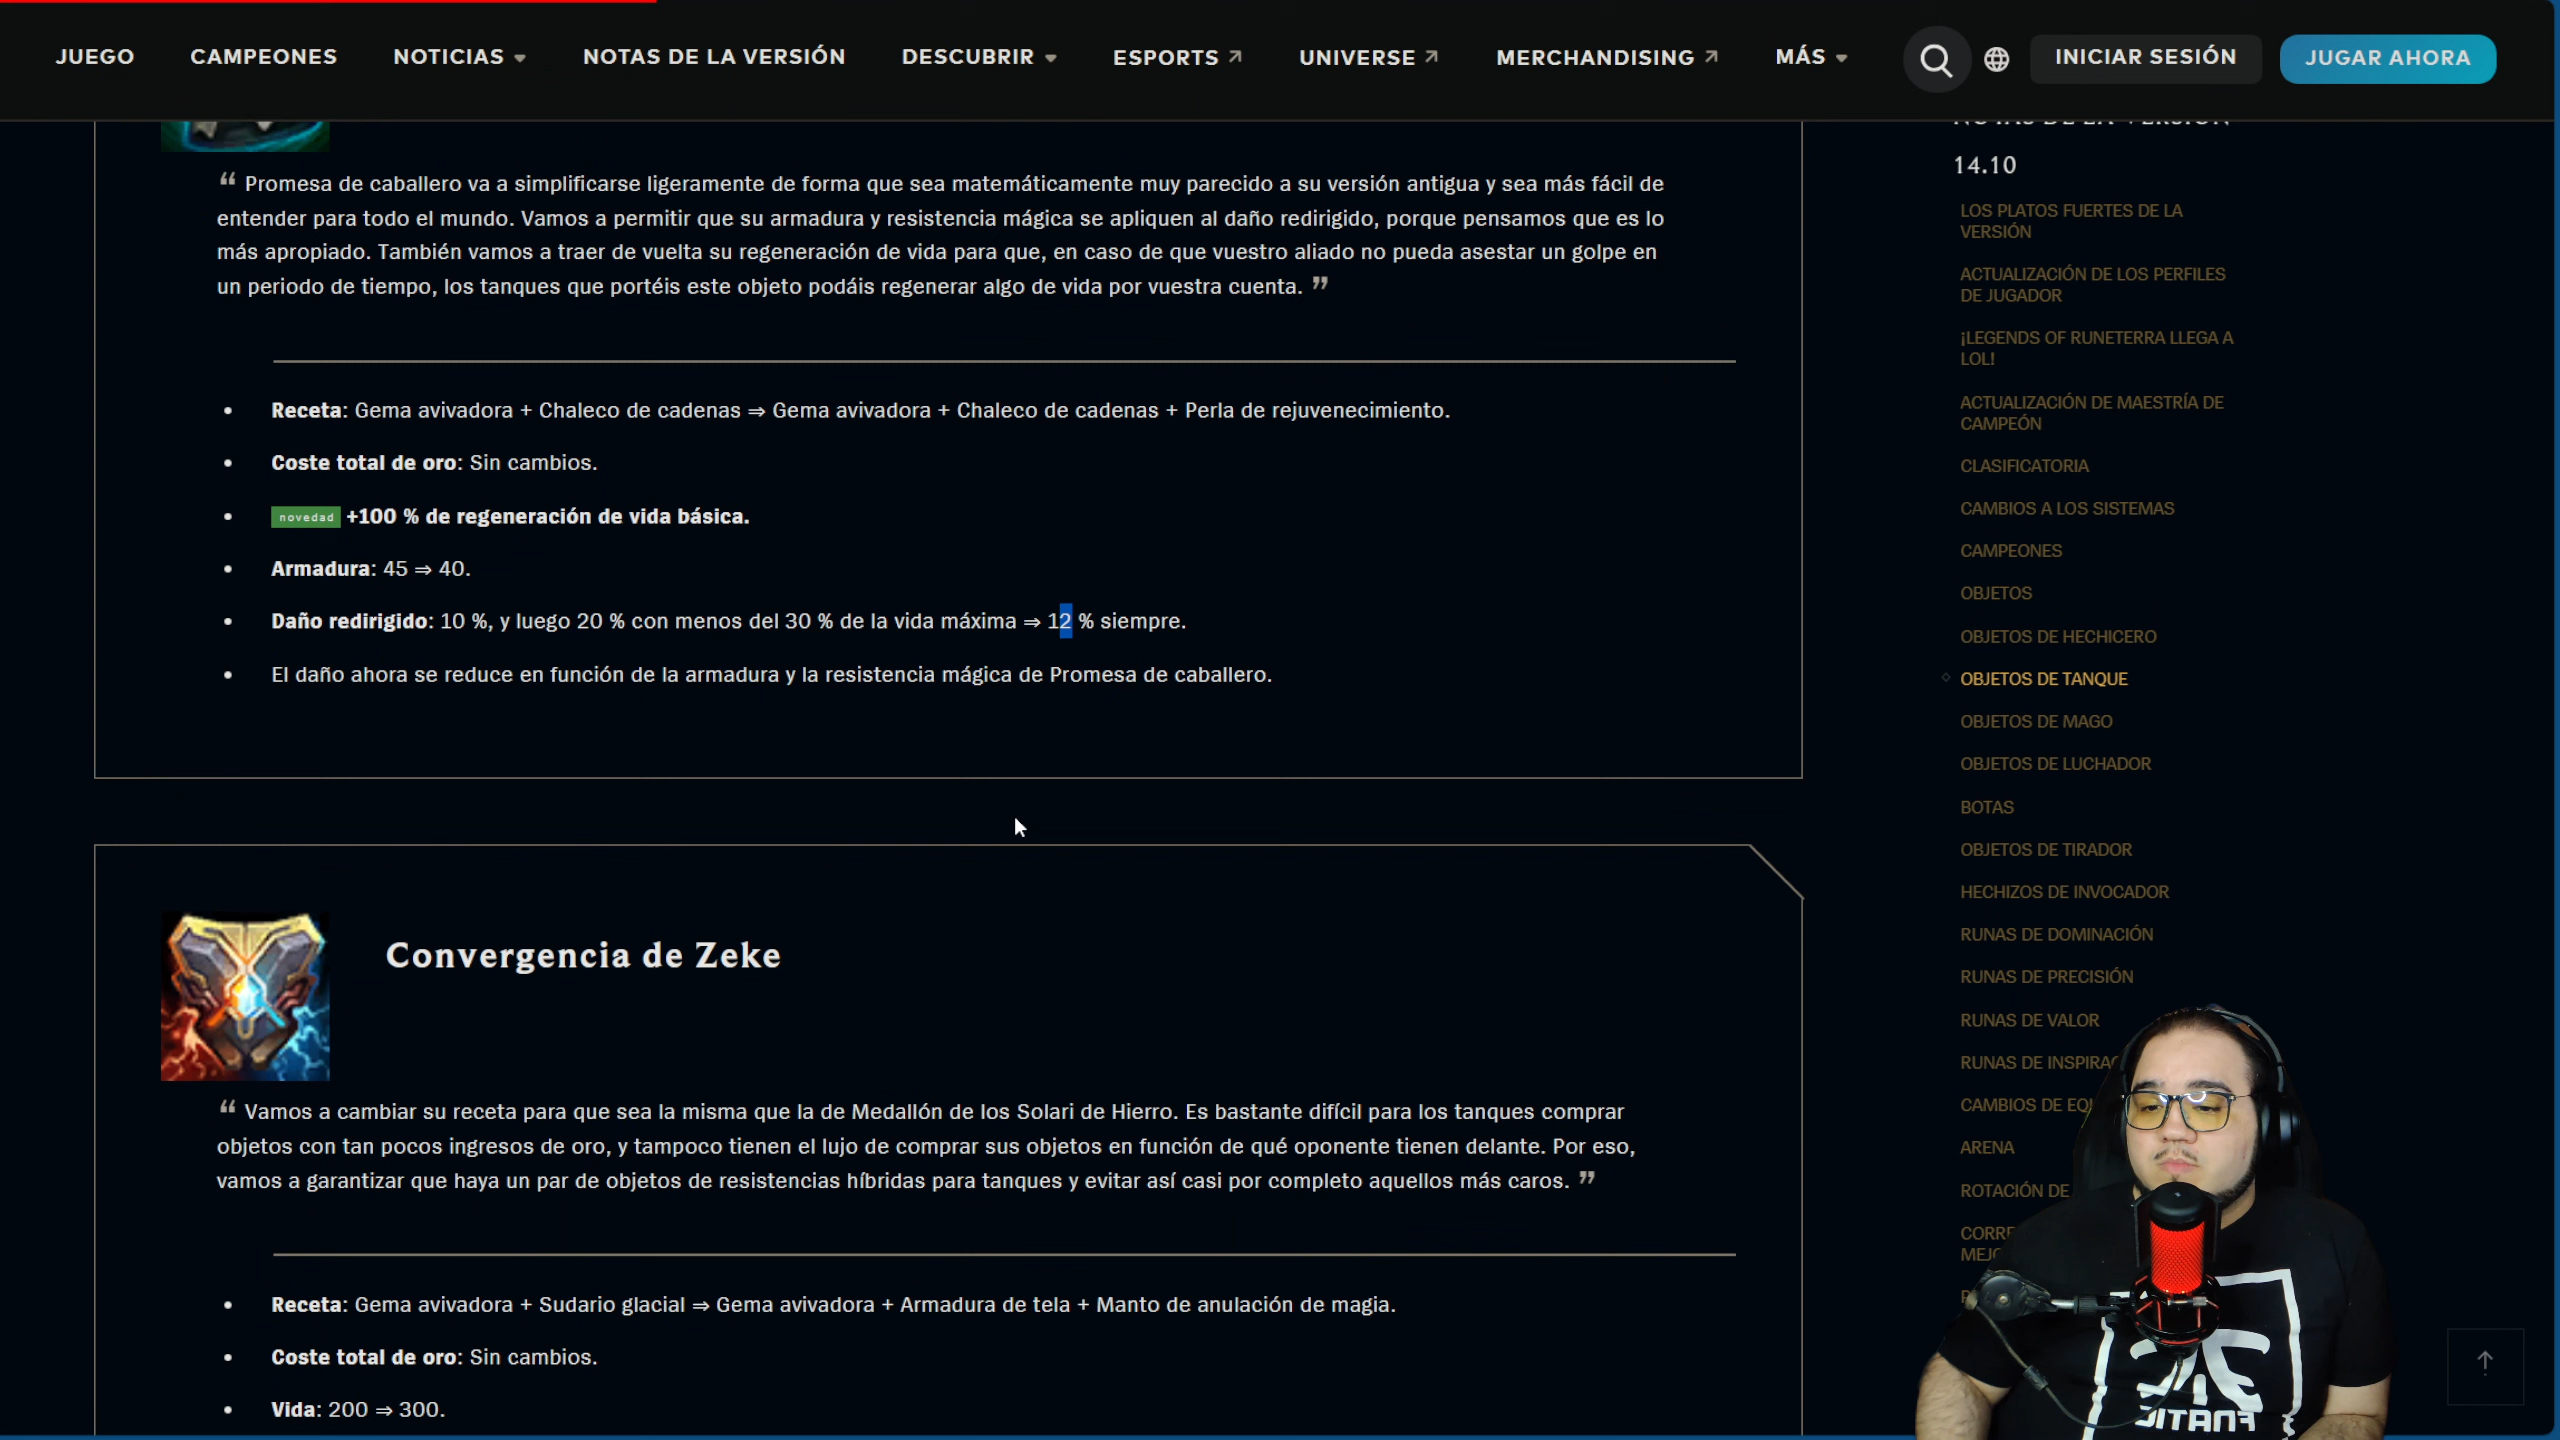 JUEGO CAMPEONES NOTICIAS NOTAS DE LA VERSIÓN DESCUBRIR ESPORTS UNIVERSE MERCHANDISING MÁS INICIAR SESIÓN JUGAR AHORA
“ Promesa de caballero va a simplificarse ligeramente de forma que sea matemáticamente muy parecido a su versión antigua y sea más fácil de
entender para todo el mundo. Vamos a permitir que su armadura y resistencia mágica se apliquen al daño redirigido, porque pensamos que es lo
más apropiado. También vamos a traer de vuelta su regeneración de vida para que, en caso de que vuestro aliado no pueda asestar un golpe en
un periodo de tiempo, los tanques que portéis este objeto podáis regenerar algo de vida por vuestra cuenta. ”
• Receta: Gema avivadora + Chaleco de cadenas ⇒ Gema avivadora + Chaleco de cadenas + Perla de rejuvenecimiento.
• Coste total de oro: Sin cambios.
• novedad +100 % de regeneración de vida básica.
• Armadura: 45 ⇒ 40.
• Daño redirigido: 10 %, y luego 20 % con menos del 30 % de la vida máxima ⇒ 12 % siempre.
• El daño ahora se reduce en función de la armadura y la resistencia mágica de Promesa de caballero.
Convergencia de Zeke
“ Vamos a cambiar su receta para que sea la misma que la de Medallón de los Solari de Hierro. Es bastante difícil para los tanques comprar
objetos con tan pocos ingresos de oro, y tampoco tienen el lujo de comprar sus objetos en función de qué oponente tienen delante. Por eso,
vamos a garantizar que haya un par de objetos de resistencias híbridas para tanques y evitar así casi por completo aquellos más caros. ”
• Receta: Gema avivadora + Sudario glacial ⇒ Gema avivadora + Armadura de tela + Manto de anulación de magia.
• Coste total de oro: Sin cambios.
• Vida: 200 ⇒ 300.
NOTAS DE LA VERSIÓN
14.10
LOS PLATOS FUERTES DE LA
VERSIÓN
ACTUALIZACIÓN DE LOS PERFILES
DE JUGADOR
¡LEGENDS OF RUNETERRA LLEGA A
LOL!
ACTUALIZACIÓN DE MAESTRÍA DE
CAMPEÓN
CLASIFICATORIA
CAMBIOS A LOS SISTEMAS
CAMPEONES
OBJETOS
OBJETOS DE HECHICERO
OBJETOS DE TANQUE
OBJETOS DE MAGO
OBJETOS DE LUCHADOR
BOTAS
OBJETOS DE TIRADOR
HECHIZOS DE INVOCADOR
RUNAS DE DOMINACIÓN
RUNAS DE PRECISIÓN
RUNAS DE VALOR
RUNAS DE INSPIRAC
CAMBIOS DE EQU
ARENA
ROTACIÓN DE
CORRE
MEJO
FNATIC